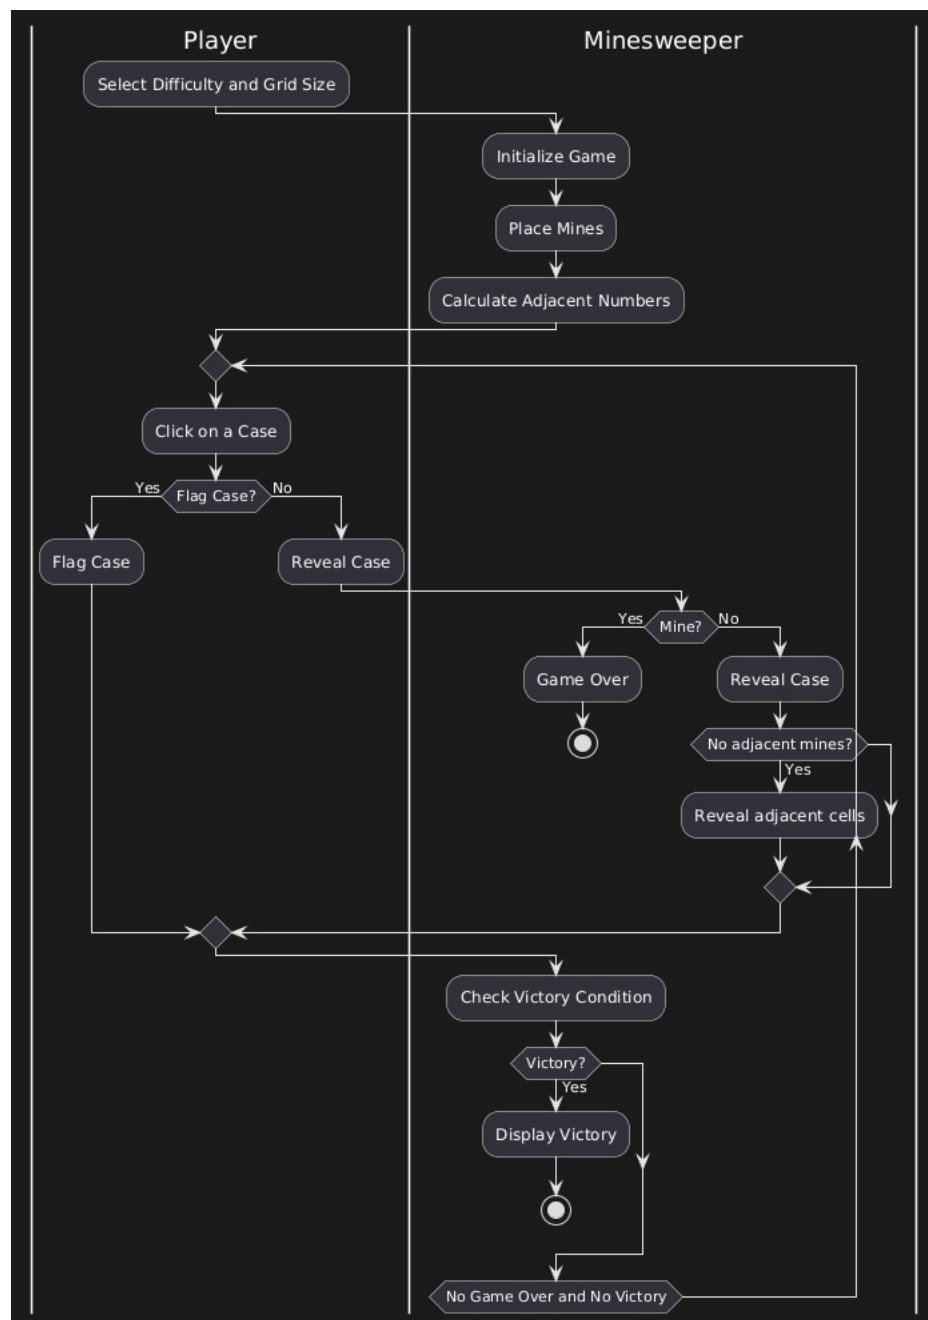 Player
Minesweeper
Select Difficulty and Grid Size
Initialize Game
Place Mines
Calculate Adjacent Numbers
Click on a Case
Yes
Flag Case?
No
Flag Case
Reveal Case
Yes
Mine?
No
Game Over
Reveal Case
No adjacent mines?
Yes
Reveal adjacent cells
Check Victory Condition
Victory?
Yes
Display Victory
No Game Over and No Victory